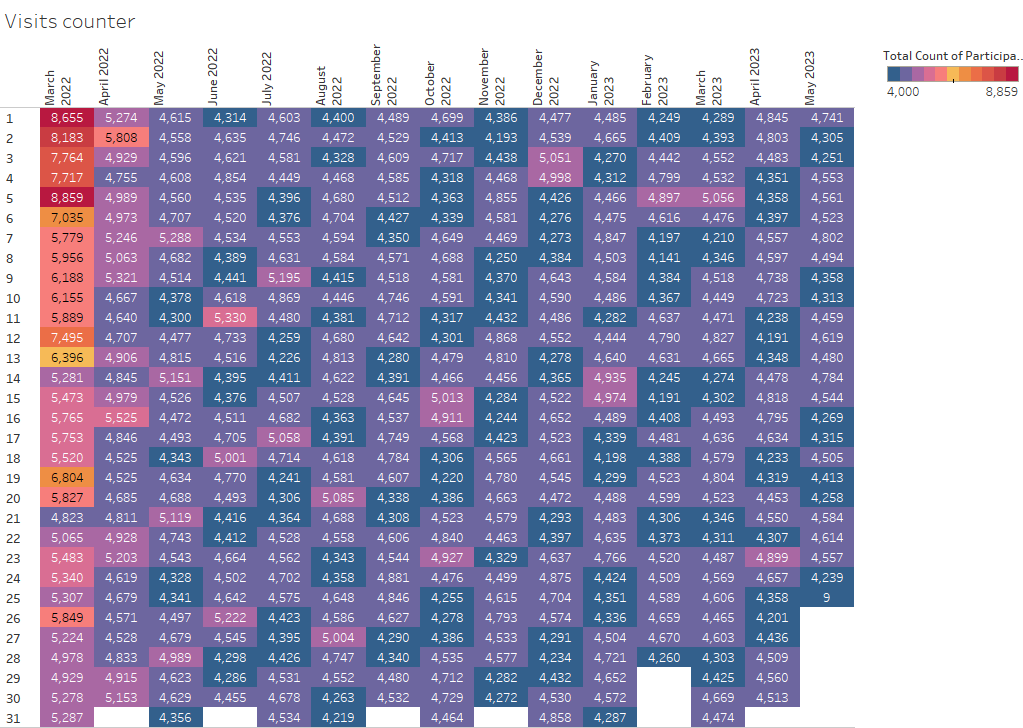 Visits counter
March 2022 April 2022 May 2022 June 2022 July 2022 August 2022 September 2022 October 2022 November 2022 December 2022 January 2023 February 2023 March 2023 April 2023 May 2023
Total Count of Participa..
4,000 8,859
1 8,655 5,274 4,615 4,314 4,603 4,400 4,489 4,699 4,386 4,477 4,485 4,249 4,289 4,845 4,741
2 8,183 5,808 4,558 4,635 4,746 4,472 4,529 4,413 4,193 4,539 4,665 4,409 4,393 4,803 4,305
3 7,764 4,929 4,596 4,621 4,581 4,328 4,609 4,717 4,438 5,051 4,270 4,442 4,552 4,483 4,251
4 7,717 4,755 4,608 4,854 4,449 4,468 4,585 4,318 4,468 4,998 4,312 4,799 4,532 4,351 4,553
5 8,859 4,989 4,560 4,535 4,396 4,680 4,512 4,363 4,855 4,426 4,466 4,897 5,056 4,358 4,561
6 7,035 4,973 4,707 4,520 4,376 4,704 4,427 4,339 4,581 4,276 4,475 4,616 4,476 4,397 4,523
7 5,779 5,246 5,288 4,534 4,553 4,594 4,350 4,649 4,469 4,273 4,847 4,197 4,210 4,557 4,802
8 5,956 5,063 4,682 4,389 4,631 4,584 4,571 4,688 4,250 4,384 4,503 4,141 4,346 4,597 4,494
9 6,188 5,321 4,514 4,441 5,195 4,415 4,518 4,581 4,370 4,643 4,584 4,384 4,518 4,738 4,358
10 6,155 4,667 4,378 4,618 4,869 4,446 4,746 4,591 4,341 4,590 4,486 4,367 4,449 4,723 4,313
11 5,889 4,640 4,300 5,330 4,480 4,381 4,712 4,317 4,432 4,486 4,282 4,637 4,471 4,238 4,459
12 7,495 4,707 4,477 4,733 4,259 4,680 4,642 4,301 4,868 4,552 4,444 4,790 4,827 4,191 4,619
13 6,396 4,906 4,815 4,516 4,226 4,813 4,280 4,479 4,810 4,278 4,640 4,631 4,665 4,348 4,480
14 5,281 4,845 5,151 4,395 4,411 4,622 4,391 4,466 4,456 4,365 4,935 4,245 4,274 4,478 4,784
15 5,473 4,979 4,526 4,376 4,507 4,528 4,645 5,013 4,284 4,522 4,974 4,191 4,302 4,818 4,544
16 5,765 5,525 4,472 4,511 4,682 4,363 4,537 4,911 4,244 4,652 4,489 4,408 4,493 4,795 4,269
17 5,753 4,846 4,493 4,705 5,058 4,391 4,749 4,568 4,423 4,523 4,339 4,481 4,636 4,634 4,315
18 5,520 4,525 4,343 5,001 4,714 4,618 4,784 4,306 4,565 4,661 4,198 4,388 4,579 4,233 4,505
19 6,804 4,525 4,634 4,770 4,241 4,581 4,607 4,220 4,780 4,545 4,299 4,523 4,804 4,319 4,413
20 5,827 4,685 4,688 4,493 4,306 5,085 4,338 4,386 4,663 4,472 4,488 4,599 4,523 4,453 4,258
21 4,823 4,811 5,119 4,416 4,364 4,688 4,308 4,523 4,579 4,293 4,483 4,306 4,346 4,550 4,584
22 5,065 4,928 4,743 4,412 4,528 4,558 4,606 4,840 4,463 4,397 4,635 4,373 4,311 4,307 4,614
23 5,483 5,203 4,543 4,664 4,562 4,343 4,544 4,927 4,329 4,637 4,766 4,520 4,487 4,899 4,557
24 5,340 4,619 4,328 4,502 4,702 4,358 4,881 4,476 4,499 4,875 4,424 4,509 4,569 4,657 4,239
25 5,307 4,679 4,341 4,642 4,575 4,648 4,846 4,255 4,615 4,704 4,351 4,589 4,606 4,358 9
26 5,849 4,571 4,497 5,222 4,423 4,586 4,627 4,278 4,793 4,574 4,336 4,659 4,465 4,201
27 5,224 4,528 4,679 4,545 4,395 5,004 4,290 4,386 4,533 4,291 4,504 4,670 4,603 4,436
28 4,978 4,833 4,989 4,298 4,426 4,747 4,340 4,535 4,577 4,234 4,721 4,260 4,303 4,509
29 4,929 4,915 4,623 4,286 4,531 4,552 4,480 4,712 4,282 4,432 4,652 4,425 4,560
30 5,278 5,153 4,629 4,455 4,678 4,263 4,532 4,729 4,272 4,530 4,572 4,669 4,513
31 5,287 4,356 4,534 4,219 4,464 4,858 4,287 4,474